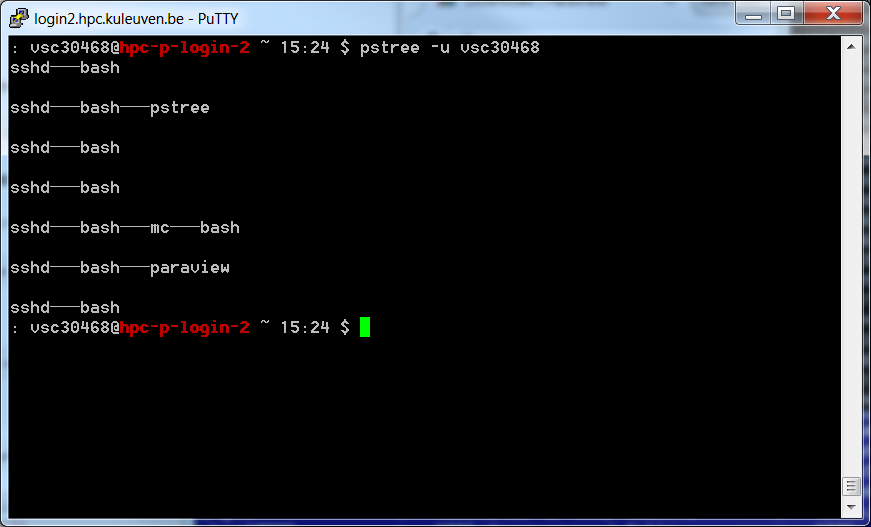 login2.hpc.kuleuven.be - PuTTY
: vsc30468@hpc-p-login-2 ~ 15:24 $ pstree -u vsc30468
sshd───bash
sshd───bash───pstree
sshd───bash
sshd───bash
sshd───bash───mc───bash
sshd───bash───paraview
sshd───bash
: vsc30468@hpc-p-login-2 ~ 15:24 $